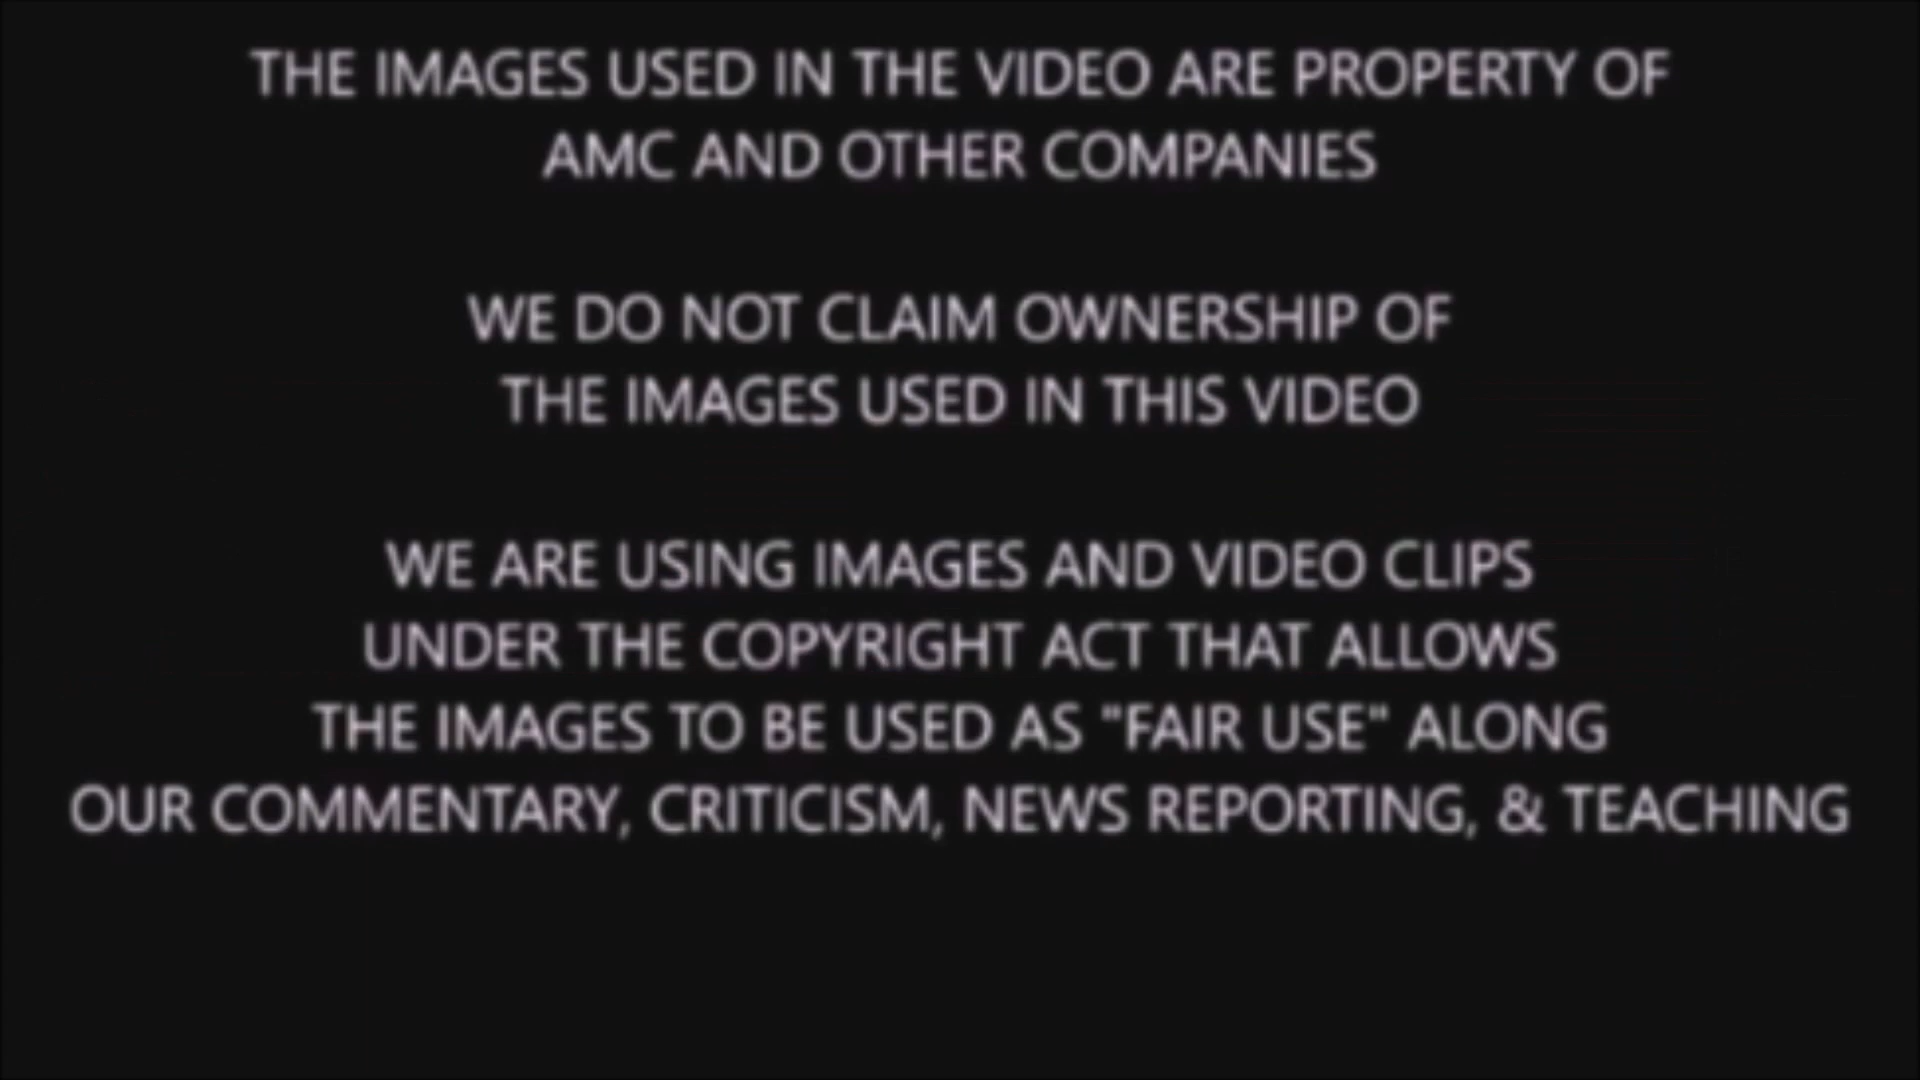 THE IMAGES USED IN THE VIDEO ARE PROPERTY OF
AMC AND OTHER COMPANIES
WE DO NOT CLAIM OWNERSHIP OF
THE IMAGES USED IN THIS VIDEO
WE ARE USING IMAGES AND VIDEO CLIPS
UNDER THE COPYRIGHT ACT THAT ALLOWS
THE IMAGES TO BE USED AS "FAIR USE" ALONG
OUR COMMENTARY, CRITICISM, NEWS REPORTING, & TEACHING